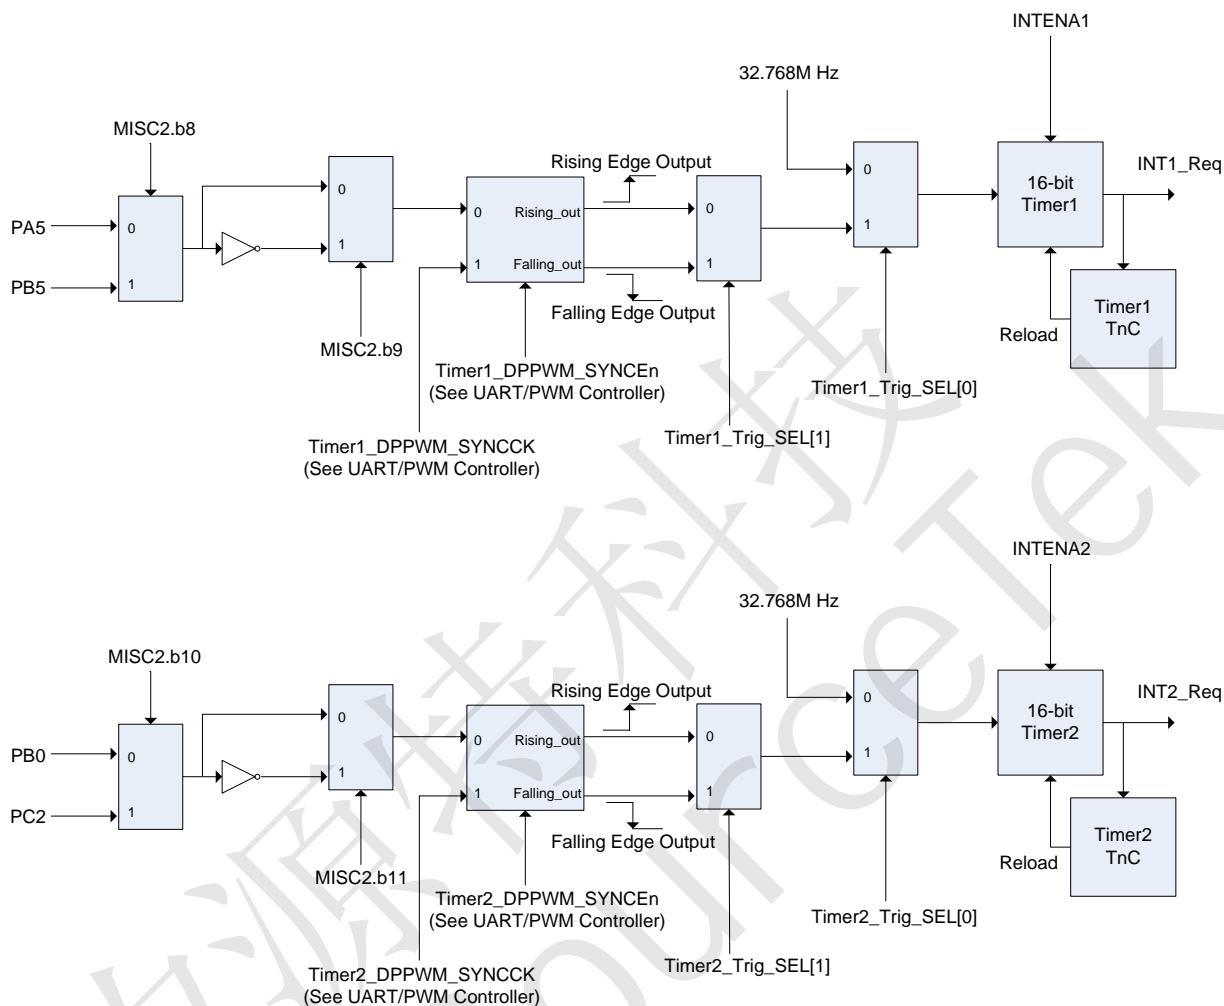 INTENA1
32.768M Hz
MISC2.b8
Rising Edge Output
INT1_Req
0
0
0
16-bit
Timer1
PA5
0
0
Rising_out
1
1
1
Falling_out
1
PB5
1
Timer1
TnC
Falling Edge Output
Reload
MISC2.b9
Timer1_DPPWM_SYNCEn
(See UART/PWM Controller)
Timer1_Trig_SEL[0]
Timer1_DPPWM_SYNCCK
(See UART/PWM Controller)
Timer1_Trig_SEL[1]
INTENA2
32.768M Hz
MISC2.b10
Rising Edge Output
INT2_Req
0
0
0
16-bit
Timer2
PB0
0
0
Rising_out
1
1
1
Falling_out
1
PC2
1
Timer2
TnC
Falling Edge Output
Reload
MISC2.b11
Timer2_DPPWM_SYNCEn
(See UART/PWM Controller)
Timer2_Trig_SEL[0]
Timer2_DPPWM_SYNCCK
(See UART/PWM Controller)
Timer2_Trig_SEL[1]
源特科技
ourceTek